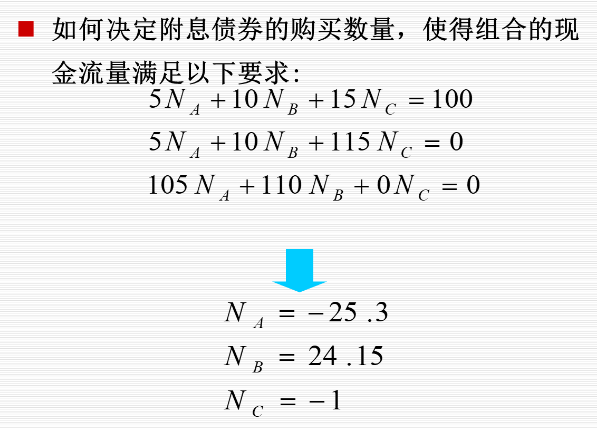 如何决定附息债券的购买数量，使得组合的现
金流量满足以下要求:
5N_A + 10N_B + 15N_C = 100
5N_A + 10N_B + 115N_C = 0
105N_A + 110N_B + 0N_C = 0
N_A = −25.3
N_B = 24.15
N_C = −1